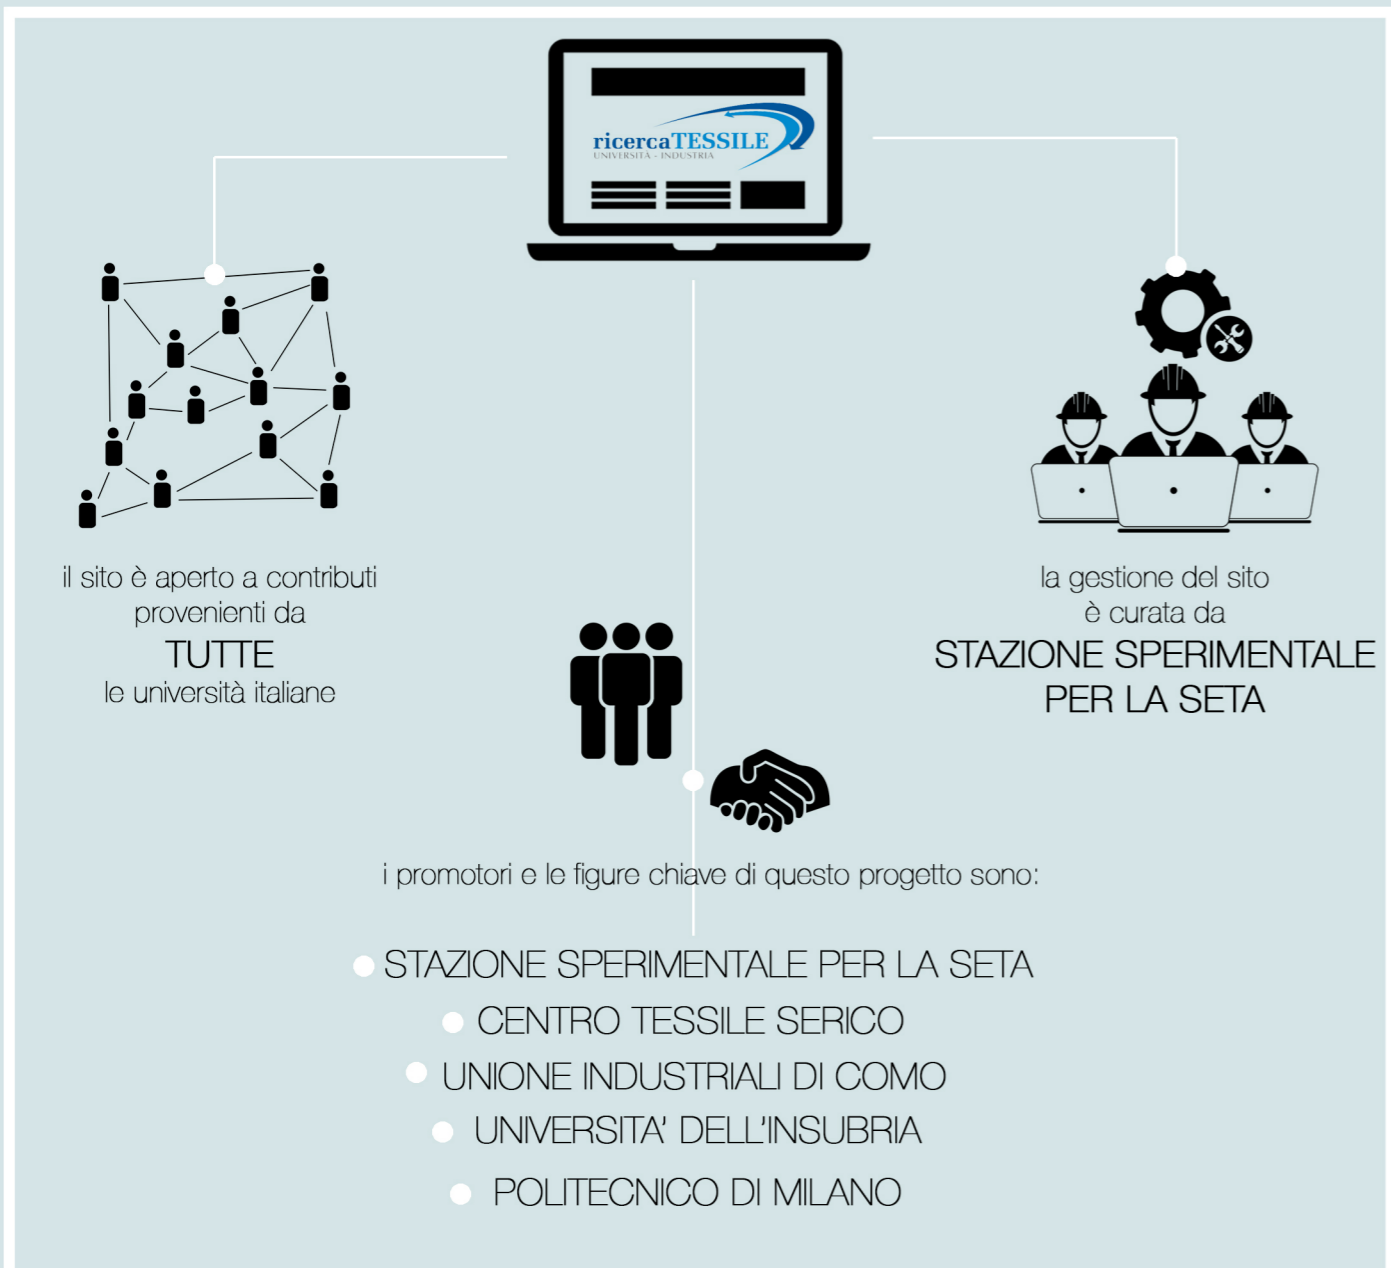 ricercaTESSILE
UNIVERSITÀ - INDUSTRIA
il sito è aperto a contributi
provenienti da
TUTTE
le università italiane
la gestione del sito
è curata da
STAZIONE SPERIMENTALE
PER LA SETA
i promotori e le figure chiave di questo progetto sono:
STAZIONE SPERIMENTALE PER LA SETA
CENTRO TESSILE SERICO
UNIONE INDUSTRIALI DI COMO
UNIVERSITA' DELL'INSUBRIA
POLITECNICO DI MILANO